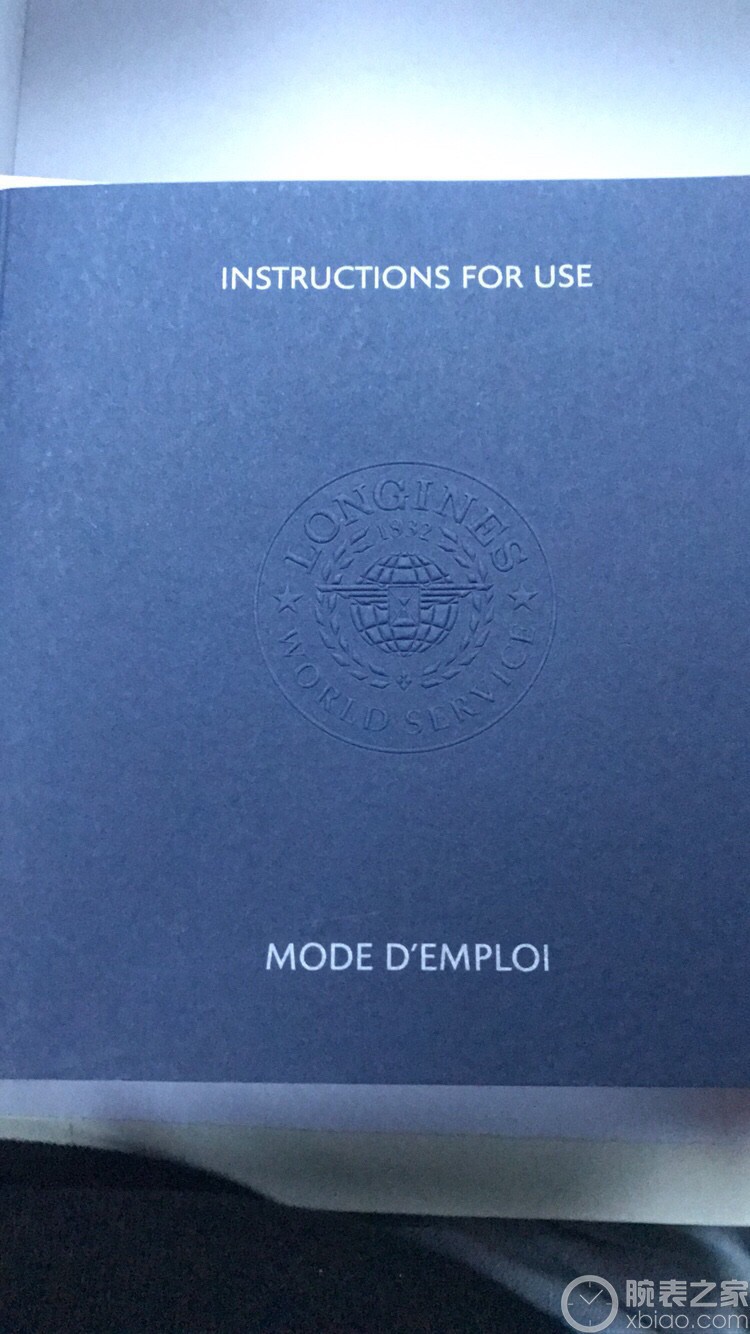 INSTRUCTIONS FOR USE
LONGINES
1832
WORLD SERVICE
MODE D'EMPLOI
腕表之家
xbiao.com